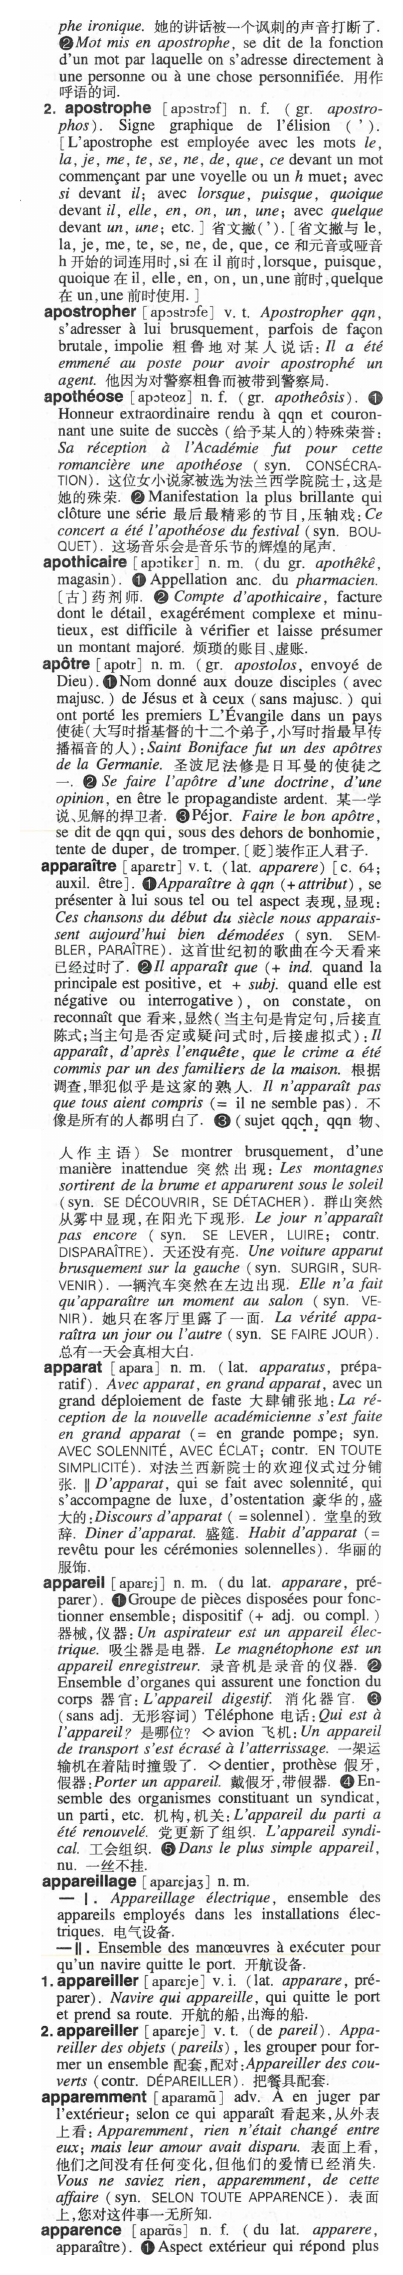 phe ironique. 她的讲话被一个讽刺的声音打断了.
❷Mot mis en apostrophe, se dit de la fonction
d'un mot par laquelle on s'adresse directement à
une personne ou à une chose personnifiée. 用作
呼语的词.
2. apostrophe [apɔstrɔf] n. f. (gr. apostro-
phos). Signe graphique de l'élision (').
[L'apostrophe est employée avec les mots le,
la, je, me, te, se, ne, de, que, ce devant un mot
commençant par une voyelle ou un h muet; avec
si devant il; avec lorsque, puisque, quoique
devant il, elle, en, on, un, une; avec quelque
devant un, une; etc.] 省文撇('). [省文撇与 le,
la, je, me, te, se, ne, de, que, ce 和元音或哑音
h 开始的词连用时,si 在 il 前时,lorsque, puisque,
quoique 在 il, elle, en, on, un,une 前时,quelque
在 un,une 前时使用.]
apostropher [apɔstrɔfe] v. t. Apostropher qqn,
s'adresser à lui brusquement, parfois de façon
brutale, impolie 粗鲁地对某人说话: Il a été
emmené au poste pour avoir apostrophé un
agent. 他因为对警察粗鲁而被带到警察局.
apothéose [apɔteoz] n. f. (gr. apotheôsis). ❶
Honneur extraordinaire rendu à qqn et couron-
nant une suite de succès (给予某人的)特殊荣誉:
Sa réception à l'Académie fut pour cette
romancière une apothéose (syn. CONSÉCRA-
TION). 这位女小说家被选为法兰西学院院士,这是
她的殊荣. ❷Manifestation la plus brillante qui
clôture une série 最后最精彩的节目,压轴戏: Ce
concert a été l'apothéose du festival (syn. BOU-
QUET). 这场音乐会是音乐节的辉煌的尾声.
apothicaire [apɔtikɛr] n. m. (du gr. apothêkê,
magasin). ❶Appellation anc. du pharmacien.
〔古〕药剂师. ❷ Compte d'apothicaire, facture
dont le détail, exagérément complexe et minu-
tieux, est difficile à vérifier et laisse présumer
un montant majoré. 烦琐的账目、虚账.
apôtre [apotr] n. m. (gr. apostolos, envoyé de
Dieu). ❶Nom donné aux douze disciples (avec
majusc.) de Jésus et à ceux (sans majusc.) qui
ont porté les premiers L'Évangile dans un pays
使徒(大写时指基督的十二个弟子,小写时指最早传
播福音的人): Saint Boniface fut un des apôtres
de la Germanie. 圣波尼法修是日耳曼的使徒之
一. ❷ Se faire l'apôtre d'une doctrine, d'une
opinion, en être le propagandiste ardent. 某一学
说、见解的捍卫者. ❸Péjor. Faire le bon apôtre,
se dit de qqn qui, sous des dehors de bonhomie,
tente de duper, de tromper. [贬]装作正人君子.
apparaître [aparɛtr] v. t. (lat. apparere) [c. 64;
auxil. être]. ❶Apparaître à qqn (+attribut), se
présenter à lui sous tel ou tel aspect 表现,显现:
Ces chansons du début du siècle nous apparais-
sent aujourd'hui bien démodées (syn. SEM-
BLER, PARAÎTRE). 这首世纪初的歌曲在今天看来
已经过时了. ❷Il apparaît que (+ ind. quand la
principale est positive, et + subj. quand elle est
négative ou interrogative), on constate, on
reconnaît que 看来,显然(当主句是肯定句,后接直
陈式;当主句是否定或疑问式时,后接虚拟式): Il
apparaît, d'après l'enquête, que le crime a été
commis par un des familiers de la maison. 根据
调查,罪犯似乎是这家的熟人. Il n'apparaît pas
que tous aient compris (= il ne semble pas). 不
像是所有的人都明白了. ❸ (sujet qqch, qqn 物、
人作主语) Se montrer brusquement, d'une
manière inattendue 突然出现: Les montagnes
sortirent de la brume et apparurent sous le soleil
(syn. SE DÉCOUVRIR, SE DÉTACHER). 群山突然
从雾中显现,在阳光下现形. Le jour n'apparaît
pas encore (syn. SE LEVER, LUIRE; contr.
DISPARAÎTRE). 天还没有亮. Une voiture apparut
brusquement sur la gauche (syn. SURGIR, SUR-
VENIR). 一辆汽车突然在左边出现. Elle n'a fait
qu'apparaître un moment au salon (syn. VE-
NIR). 她只在客厅里露了一面. La vérité appa-
raîtra un jour ou l'autre (syn. SE FAIRE JOUR).
总有一天会真相大白.
apparat [apara] n. m. (lat. apparatus, prépa-
ratif). Avec apparat, en grand apparat, avec un
grand déploiement de faste 大肆铺张地: La ré-
ception de la nouvelle académicienne s'est faite
en grand apparat (= en grande pompe; syn.
AVEC SOLENNITÉ, AVEC ÉCLAT; contr. EN TOUTE
SIMPLICITÉ). 对法兰西新院士的欢迎仪式过分铺
张. ‖ D'apparat, qui se fait avec solennité, qui
s'accompagne de luxe, d'ostentation 豪华的,盛
大的: Discours d'apparat (=solennel). 堂皇的致
辞. Diner d'apparat. 盛筵. Habit d'apparat (=
revêtu pour les cérémonies solennelles). 华丽的
服饰.
appareil [aparɛj] n. m. (du lat. apparare, pré-
parer). ❶Groupe de pièces disposées pour fonc-
tionner ensemble; dispositif (+ adj. ou compl.)
器械,仪器: Un aspirateur est un appareil élec-
trique. 吸尘器是电器. Le magnétophone est un
appareil enregistreur. 录音机是录音的仪器. ❷
Ensemble d'organes qui assurent une fonction du
corps 器官: L'appareil digestif. 消化器官. ❸
(sans adj. 无形容词) Téléphone 电话: Qui est à
l'appareil? 是哪位? ◇avion 飞机: Un appareil
de transport s'est écrasé à l'atterrissage. 一架运
输机在着陆时撞毁了. ◇dentier, prothèse 假牙,
假器: Porter un appareil. 戴假牙,带假器. ❹En-
semble des organismes constituant un syndicat,
un parti, etc. 机构,机关: L'appareil du parti a
été renouvelé. 党更新了组织. L'appareil syndi-
cal. 工会组织. ❺Dans le plus simple appareil,
nu. 一丝不挂.
appareillage [aparɛjaʒ] n. m.
— Ⅰ. Appareillage électrique, ensemble des
appareils employés dans les installations élec-
triques. 电气设备.
—Ⅱ. Ensemble des manœuvres à exécuter pour
qu'un navire quitte le port. 开航设备.
1. appareiller [aparɛje] v. i. (lat. apparare, pré-
parer). Navire qui appareille, qui quitte le port
et prend sa route. 开航的船,出海的船.
2. appareiller [aparɛje] v. t. (de pareil). Appa-
reiller des objets (pareils), les grouper pour for-
mer un ensemble 配套,配对: Appareiller des cou-
verts (contr. DÉPAREILLER). 把餐具配套.
apparemment [aparamɑ̃] adv. À en juger par
l'extérieur; selon ce qui apparaît 看起来,从外表
上看: Apparemment, rien n'était changé entre
eux; mais leur amour avait disparu. 表面上看,
他们之间没有任何变化,但他们的爱情已经消失.
Vous ne saviez rien, apparemment, de cette
affaire (syn. SELON TOUTE APPARENCE). 表面
上,您对这件事一无所知.
apparence [aparɑ̃s] n. f. (du lat. apparere,
apparaître). ❶Aspect extérieur qui répond plus